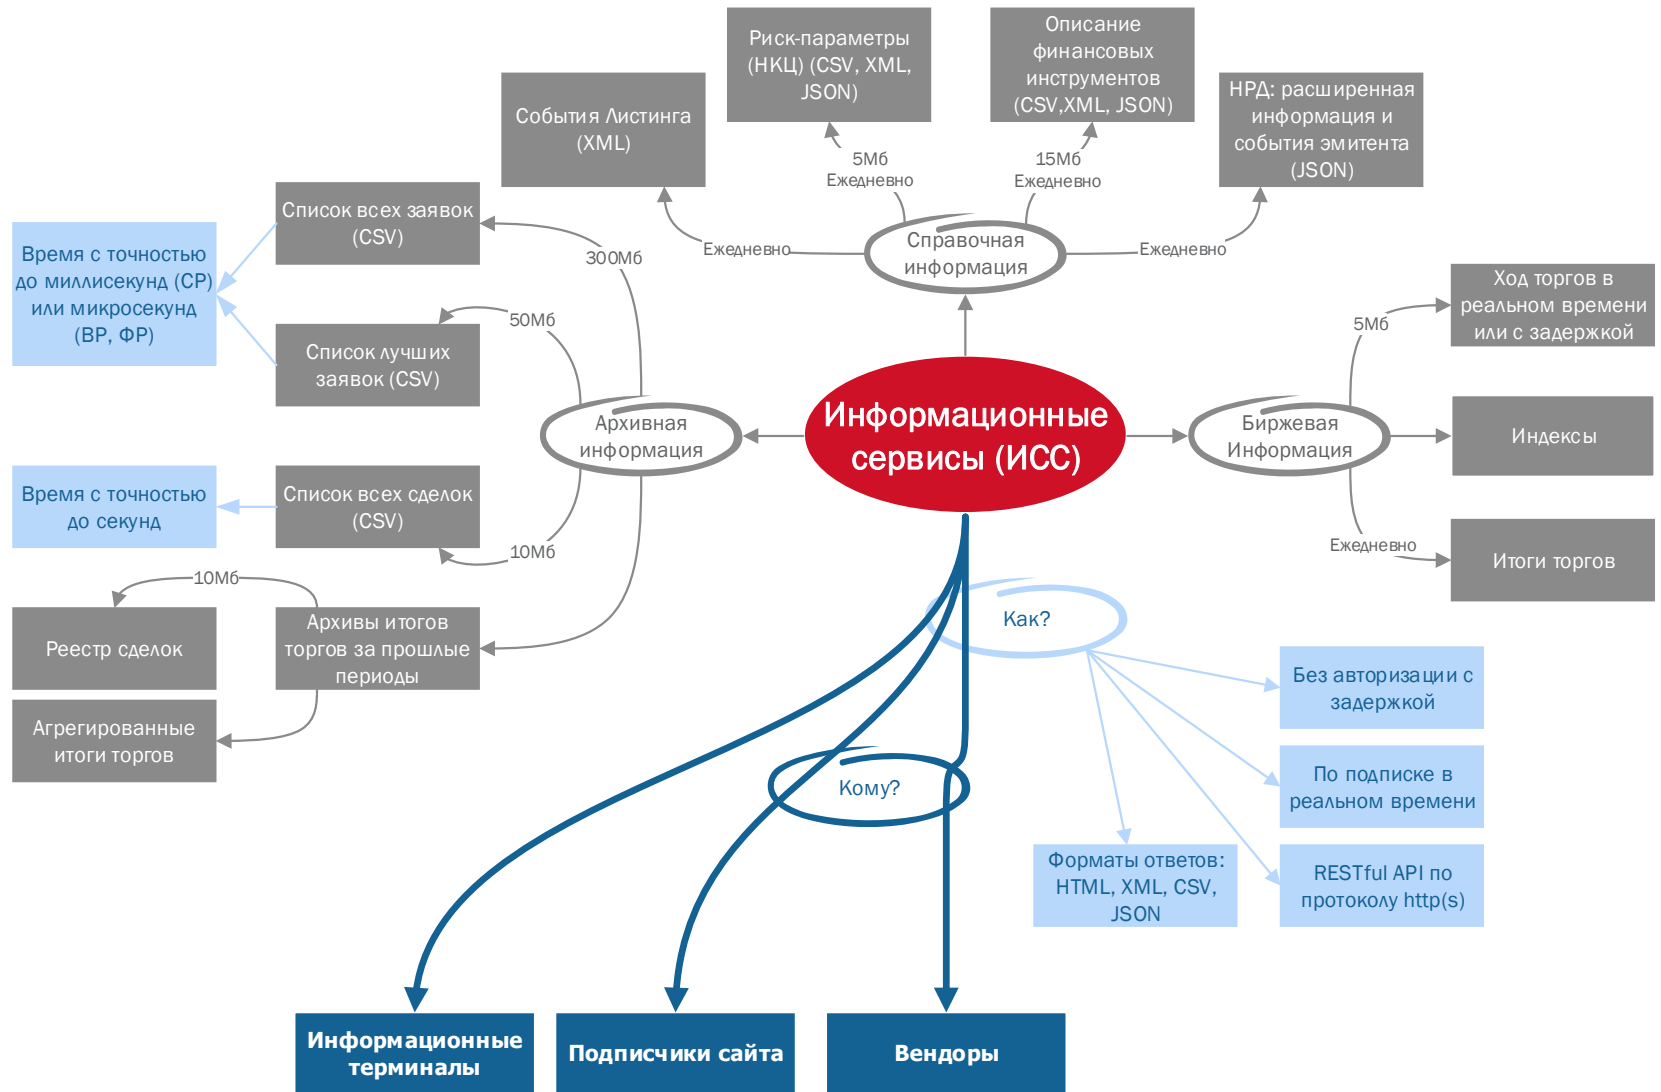 Риск-параметры
(НКЦ) (CSV, XML,
JSON)
Описание
финансовых
инструментов
(CSV,XML, JSON)
События Листинга
(XML)
НРД: расширенная
информация и
события эмитента
(JSON)
5Мб
Ежедневно
15Мб
Ежедневно
Ежедневно
Справочная
информация
Ежедневно
Список всех заявок
(CSV)
300Мб
Время с точностью
до миллисекунд (СР)
или микросекунд
(ВР, ФР)
50Мб
Список лучших
заявок (CSV)
Ход торгов в
реальном времени
или с задержкой
5Мб
Архивная
информация
Информационные
сервисы (ИСС)
Биржевая
Информация
Индексы
Время с точностью
до секунд
Список всех сделок
(CSV)
10Мб
Ежедневно
Итоги торгов
10Мб
Реестр сделок
Архивы итогов
торгов за прошлые
периоды
Агрегированные
итоги торгов
Как?
Без авторизации с
задержкой
По подписке в
реальном времени
Кому?
Форматы ответов:
HTML, XML, CSV,
JSON
RESTful API по
протоколу http(s)
Информационные
терминалы
Подписчики сайта
Вендоры